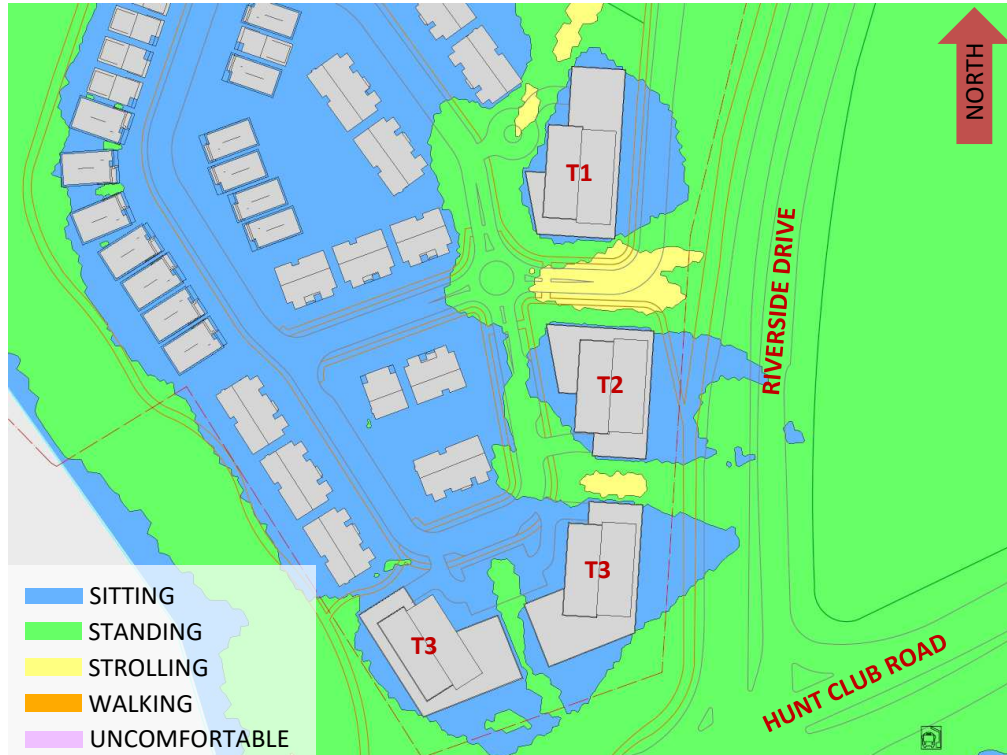 NORTH
T1
RIVERSIDE DRIVE
T2
T3
T3
HUNT CLUB ROAD
SITTING
STANDING
STROLLING
WALKING
UNCOMFORTABLE